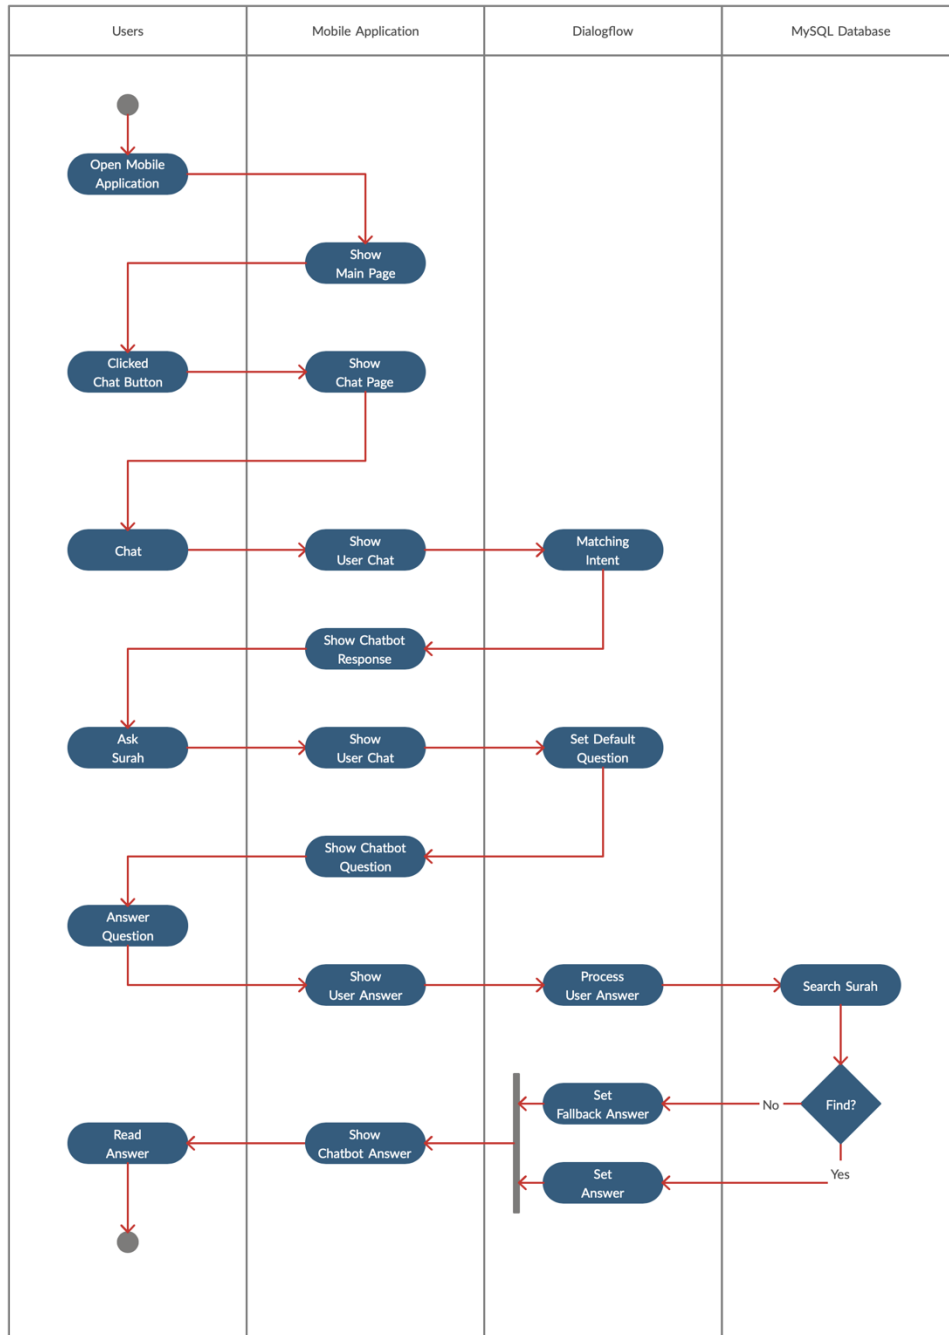 Users
Mobile Application
Dialogflow
MySQL Database
Open Mobile
Application
Show
Main Page
Clicked
Chat Button
Show
Chat Page
Chat
Show
User Chat
Matching
Intent
Show Chatbot
Response
Ask
Surah
Show
User Chat
Set Default
Question
Show Chatbot
Question
Answer
Question
Show
User Answer
Process
User Answer
Search Surah
Find?
No
Yes
Set
Fallback Answer
Set
Answer
Show
Chatbot Answer
Read
Answer